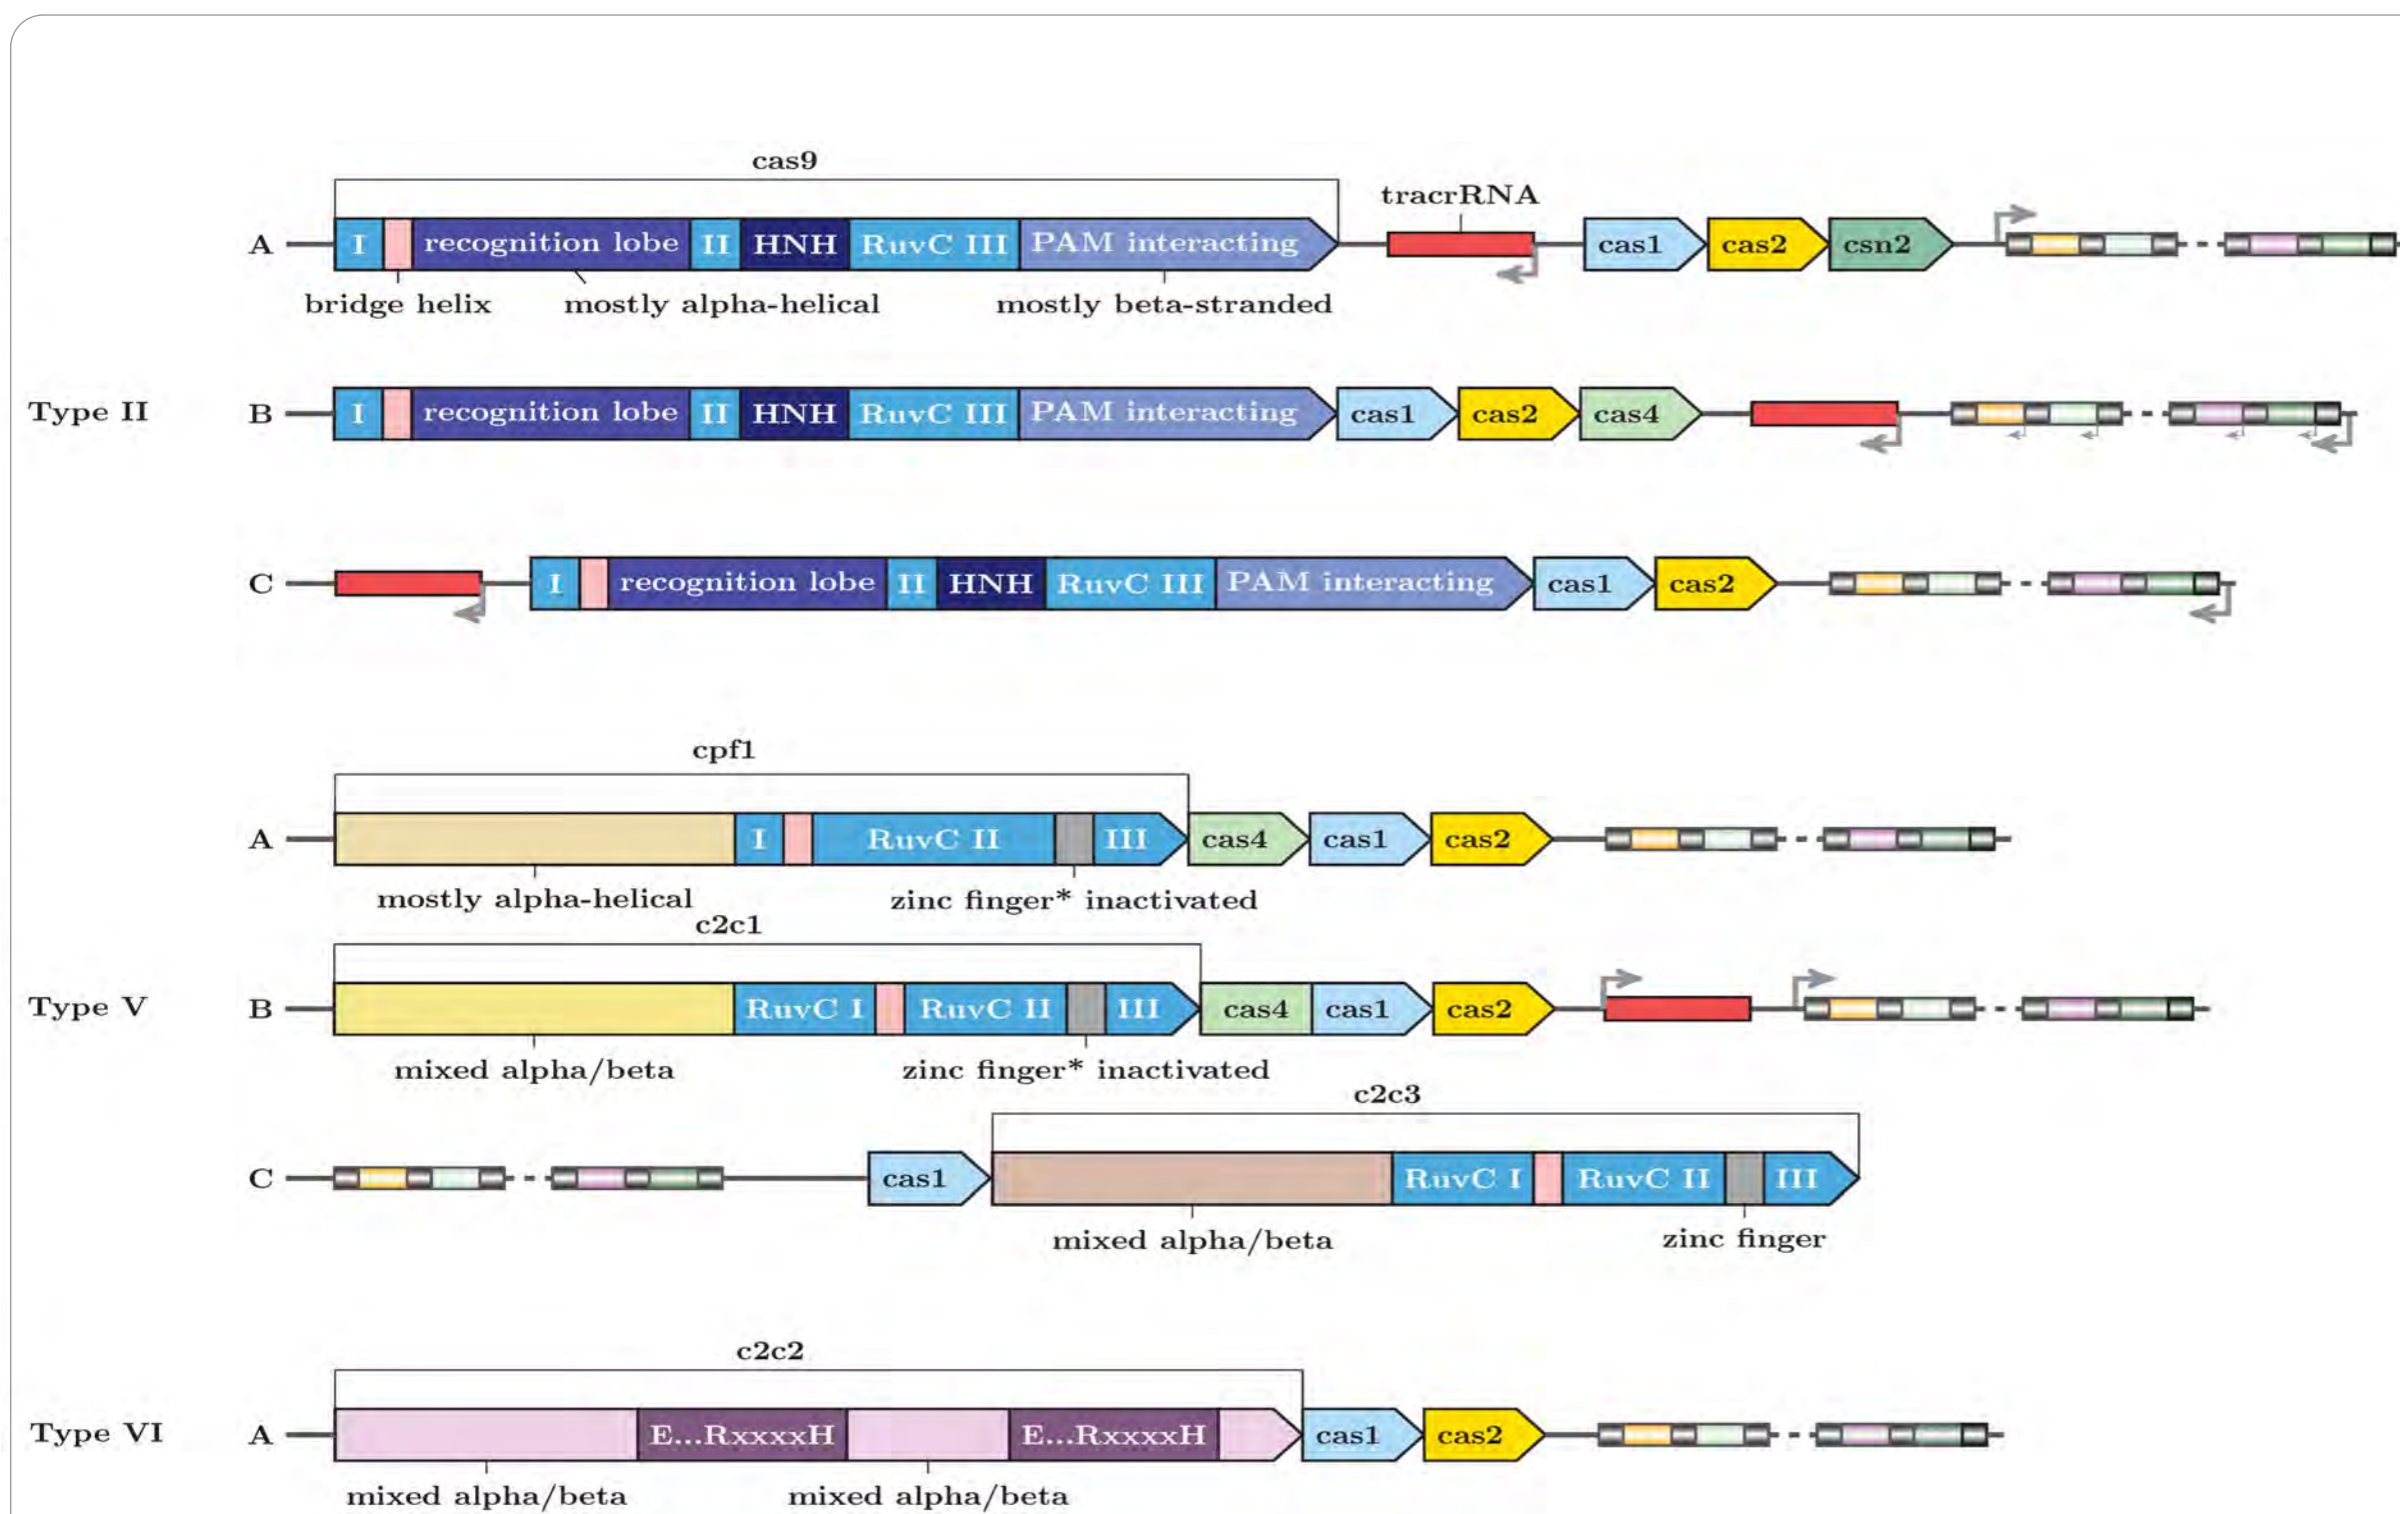 cas9
tracrRNA
A I recognition lobe II HNH RuvC III PAM interacting cas1 cas2 csn2
bridge helix mostly alpha-helical mostly beta-stranded
Type II B I recognition lobe II HNH RuvC III PAM interacting cas1 cas2 cas4
C I recognition lobe II HNH RuvC III PAM interacting cas1 cas2
cpf1
A I RuvC II III cas4 cas1 cas2
mostly alpha-helical zinc finger* inactivated
c2c1
Type V B RuvC I RuvC II III cas4 cas1 cas2
mixed alpha/beta zinc finger* inactivated
c2c3
C cas1 RuvC I RuvC II III
mixed alpha/beta zinc finger
c2c2
Type VI A E...RxxxxH E...RxxxxH cas1 cas2
mixed alpha/beta mixed alpha/beta